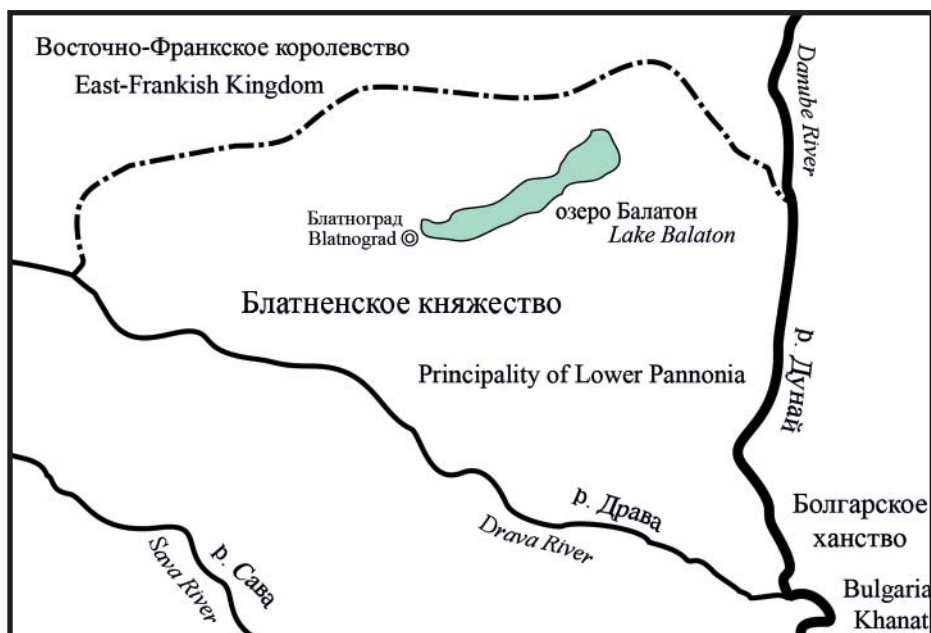 Восточно-Франкское королевство
East-Frankish Kingdom
Danube River
Блатноград
Blatnograd
озеро Балатон
Lake Balaton
Блатненское княжество
Principality of Lower Pannonia
р. Дунай
р. Драва
Drava River
Болгарское
ханство
р. Сава
Sava River
Bulgaria
Khanat